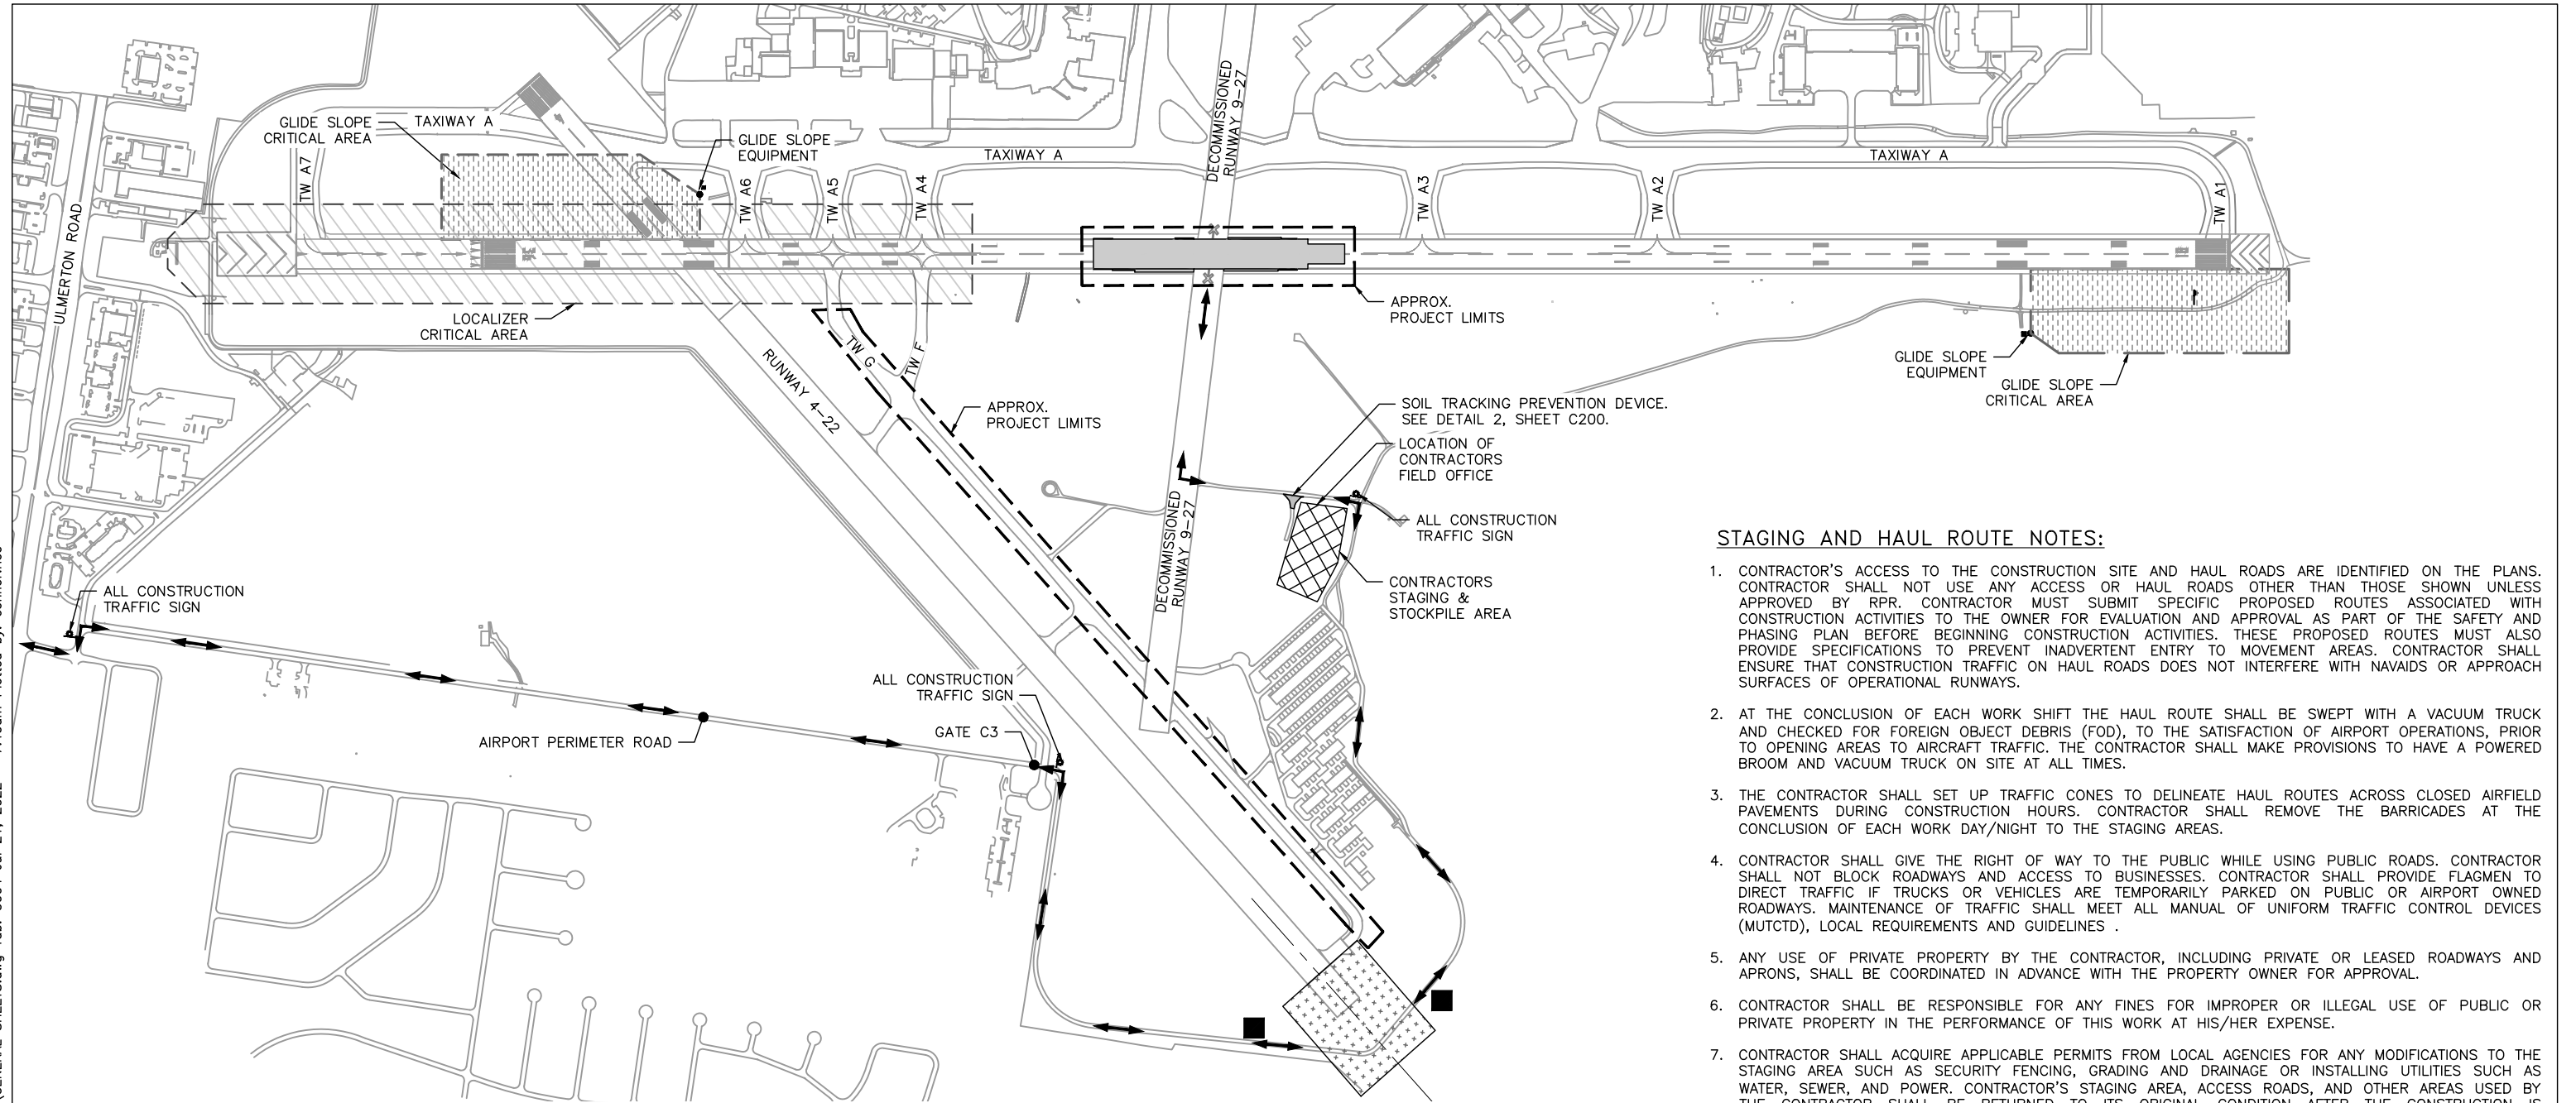 DECOMMISSIONED
RUNWAY 9-27
GLIDE SLOPE
CRITICAL AREA
TAXIWAY A
GLIDE SLOPE
EQUIPMENT
TAXIWAY A
TAXIWAY A
TW A7
TW A6
TW A5
TW A4
TW A3
TW A2
TW A1
ULMERTON ROAD
LOCALIZER
CRITICAL AREA
APPROX.
PROJECT LIMITS
TW G
TW F
RUNWAY 4-22
GLIDE SLOPE
EQUIPMENT
GLIDE SLOPE
CRITICAL AREA
APPROX.
PROJECT LIMITS
SOIL TRACKING PREVENTION DEVICE.
SEE DETAIL 2, SHEET C200.
LOCATION OF
CONTRACTORS
FIELD OFFICE
DECOMMISSIONED
RUNWAY 9-27
ALL CONSTRUCTION
TRAFFIC SIGN
CONTRACTORS
STAGING &
STOCKPILE AREA
ALL CONSTRUCTION
TRAFFIC SIGN
ALL CONSTRUCTION
TRAFFIC SIGN
GATE C3
AIRPORT PERIMETER ROAD
STAGING AND HAUL ROUTE NOTES:
1. CONTRACTOR'S ACCESS TO THE CONSTRUCTION SITE AND HAUL ROADS ARE IDENTIFIED ON THE PLANS.
CONTRACTOR SHALL NOT USE ANY ACCESS OR HAUL ROADS OTHER THAN THOSE SHOWN UNLESS
APPROVED BY RPR. CONTRACTOR MUST SUBMIT SPECIFIC PROPOSED ROUTES ASSOCIATED WITH
CONSTRUCTION ACTIVITIES TO THE OWNER FOR EVALUATION AND APPROVAL AS PART OF THE SAFETY AND
PHASING PLAN BEFORE BEGINNING CONSTRUCTION ACTIVITIES. THESE PROPOSED ROUTES MUST ALSO
PROVIDE SPECIFICATIONS TO PREVENT INADVERTENT ENTRY TO MOVEMENT AREAS. CONTRACTOR SHALL
ENSURE THAT CONSTRUCTION TRAFFIC ON HAUL ROADS DOES NOT INTERFERE WITH NAVAIDS OR APPROACH
SURFACES OF OPERATIONAL RUNWAYS.
2. AT THE CONCLUSION OF EACH WORK SHIFT THE HAUL ROUTE SHALL BE SWEPT WITH A VACUUM TRUCK
AND CHECKED FOR FOREIGN OBJECT DEBRIS (FOD), TO THE SATISFACTION OF AIRPORT OPERATIONS, PRIOR
TO OPENING AREAS TO AIRCRAFT TRAFFIC. THE CONTRACTOR SHALL MAKE PROVISIONS TO HAVE A POWERED
BROOM AND VACUUM TRUCK ON SITE AT ALL TIMES.
3. THE CONTRACTOR SHALL SET UP TRAFFIC CONES TO DELINEATE HAUL ROUTES ACROSS CLOSED AIRFIELD
PAVEMENTS DURING CONSTRUCTION HOURS. CONTRACTOR SHALL REMOVE THE BARRICADES AT THE
CONCLUSION OF EACH WORK DAY/NIGHT TO THE STAGING AREAS.
4. CONTRACTOR SHALL GIVE THE RIGHT OF WAY TO THE PUBLIC WHILE USING PUBLIC ROADS. CONTRACTOR
SHALL NOT BLOCK ROADWAYS AND ACCESS TO BUSINESSES. CONTRACTOR SHALL PROVIDE FLAGMEN TO
DIRECT TRAFFIC IF TRUCKS OR VEHICLES ARE TEMPORARILY PARKED ON PUBLIC OR AIRPORT OWNED
ROADWAYS. MAINTENANCE OF TRAFFIC SHALL MEET ALL MANUAL OF UNIFORM TRAFFIC CONTROL DEVICES
(MUTCTD), LOCAL REQUIREMENTS AND GUIDELINES .
5. ANY USE OF PRIVATE PROPERTY BY THE CONTRACTOR, INCLUDING PRIVATE OR LEASED ROADWAYS AND
APRONS, SHALL BE COORDINATED IN ADVANCE WITH THE PROPERTY OWNER FOR APPROVAL.
6. CONTRACTOR SHALL BE RESPONSIBLE FOR ANY FINES FOR IMPROPER OR ILLEGAL USE OF PUBLIC OR
PRIVATE PROPERTY IN THE PERFORMANCE OF THIS WORK AT HIS/HER EXPENSE.
7. CONTRACTOR SHALL ACQUIRE APPLICABLE PERMITS FROM LOCAL AGENCIES FOR ANY MODIFICATIONS TO THE
STAGING AREA SUCH AS SECURITY FENCING, GRADING AND DRAINAGE OR INSTALLING UTILITIES SUCH AS
WATER, SEWER, AND POWER. CONTRACTOR'S STAGING AREA, ACCESS ROADS, AND OTHER AREAS USED BY
THE CONTRACTOR SHALL BE RETURNED TO ITS ORIGINAL CONDITION AFTER THE CONSTRUCTION IS